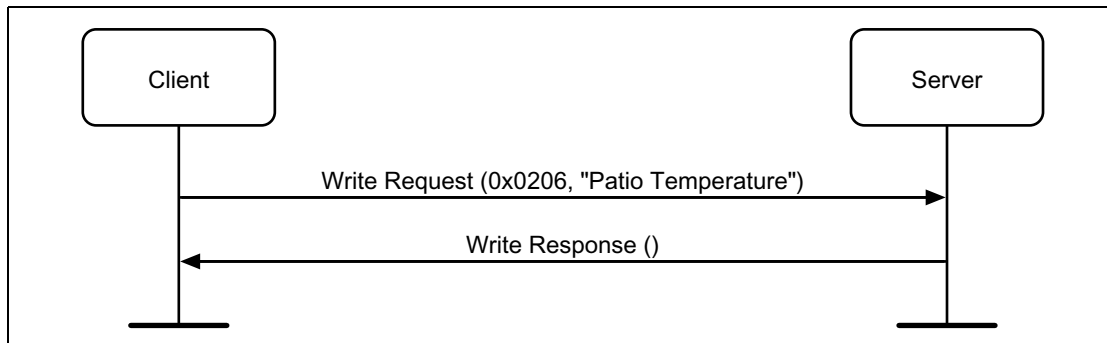 Client
Server
Write Request (0x0206, "Patio Temperature")
Write Response ()